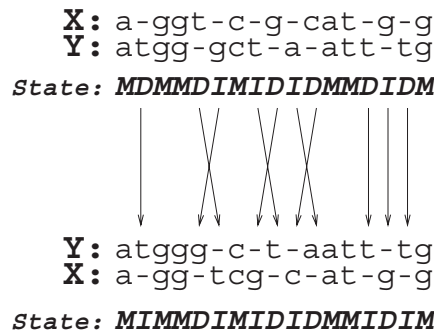 X: a-ggt-c-g-cat-g-g
Y: atgg-gct-a-att-tg
State: MDMMDIMIDIDMMDIDM
Y: atggg-c-t-aatt-tg
X: a-gg-tcg-c-at-g-g
State: MIMMDIMIDIDMMIDIM